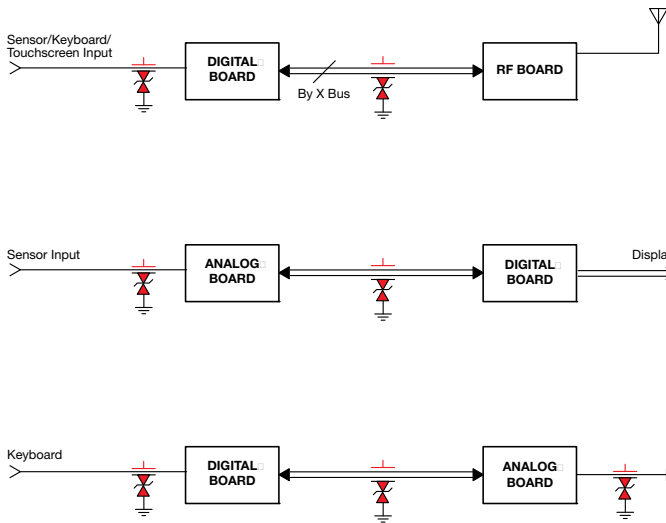 Sensor/Keyboard/
Touchscreen Input
DIGITAL
BOARD
By X Bus
RF BOARD
Sensor Input
ANALOG
BOARD
DIGITAL
BOARD
Displa
Keyboard
DIGITAL
BOARD
ANALOG
BOARD